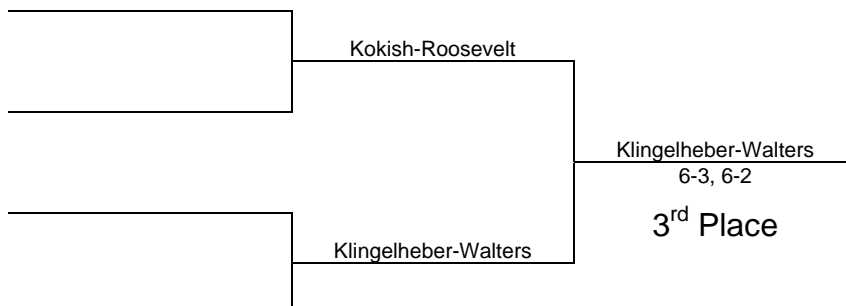 Kokish-Roosevelt
Klingelheber-Walters
6-3, 6-2
3rd Place
Klingelheber-Walters